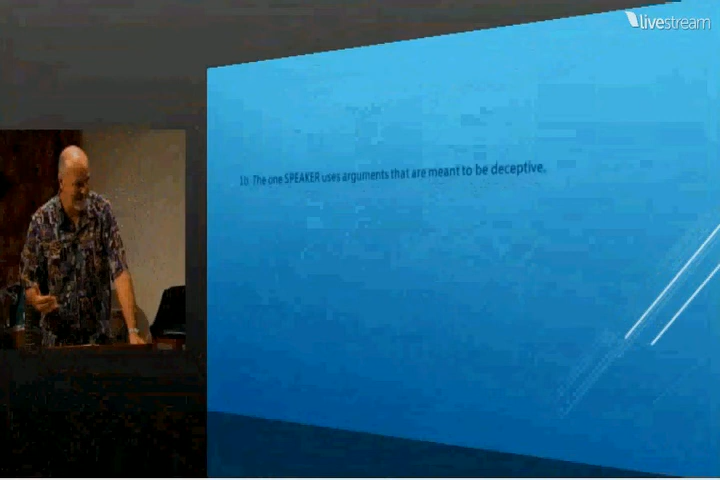 livestream
10. The one SPEAKER uses arguments that are meant to be deceptive.